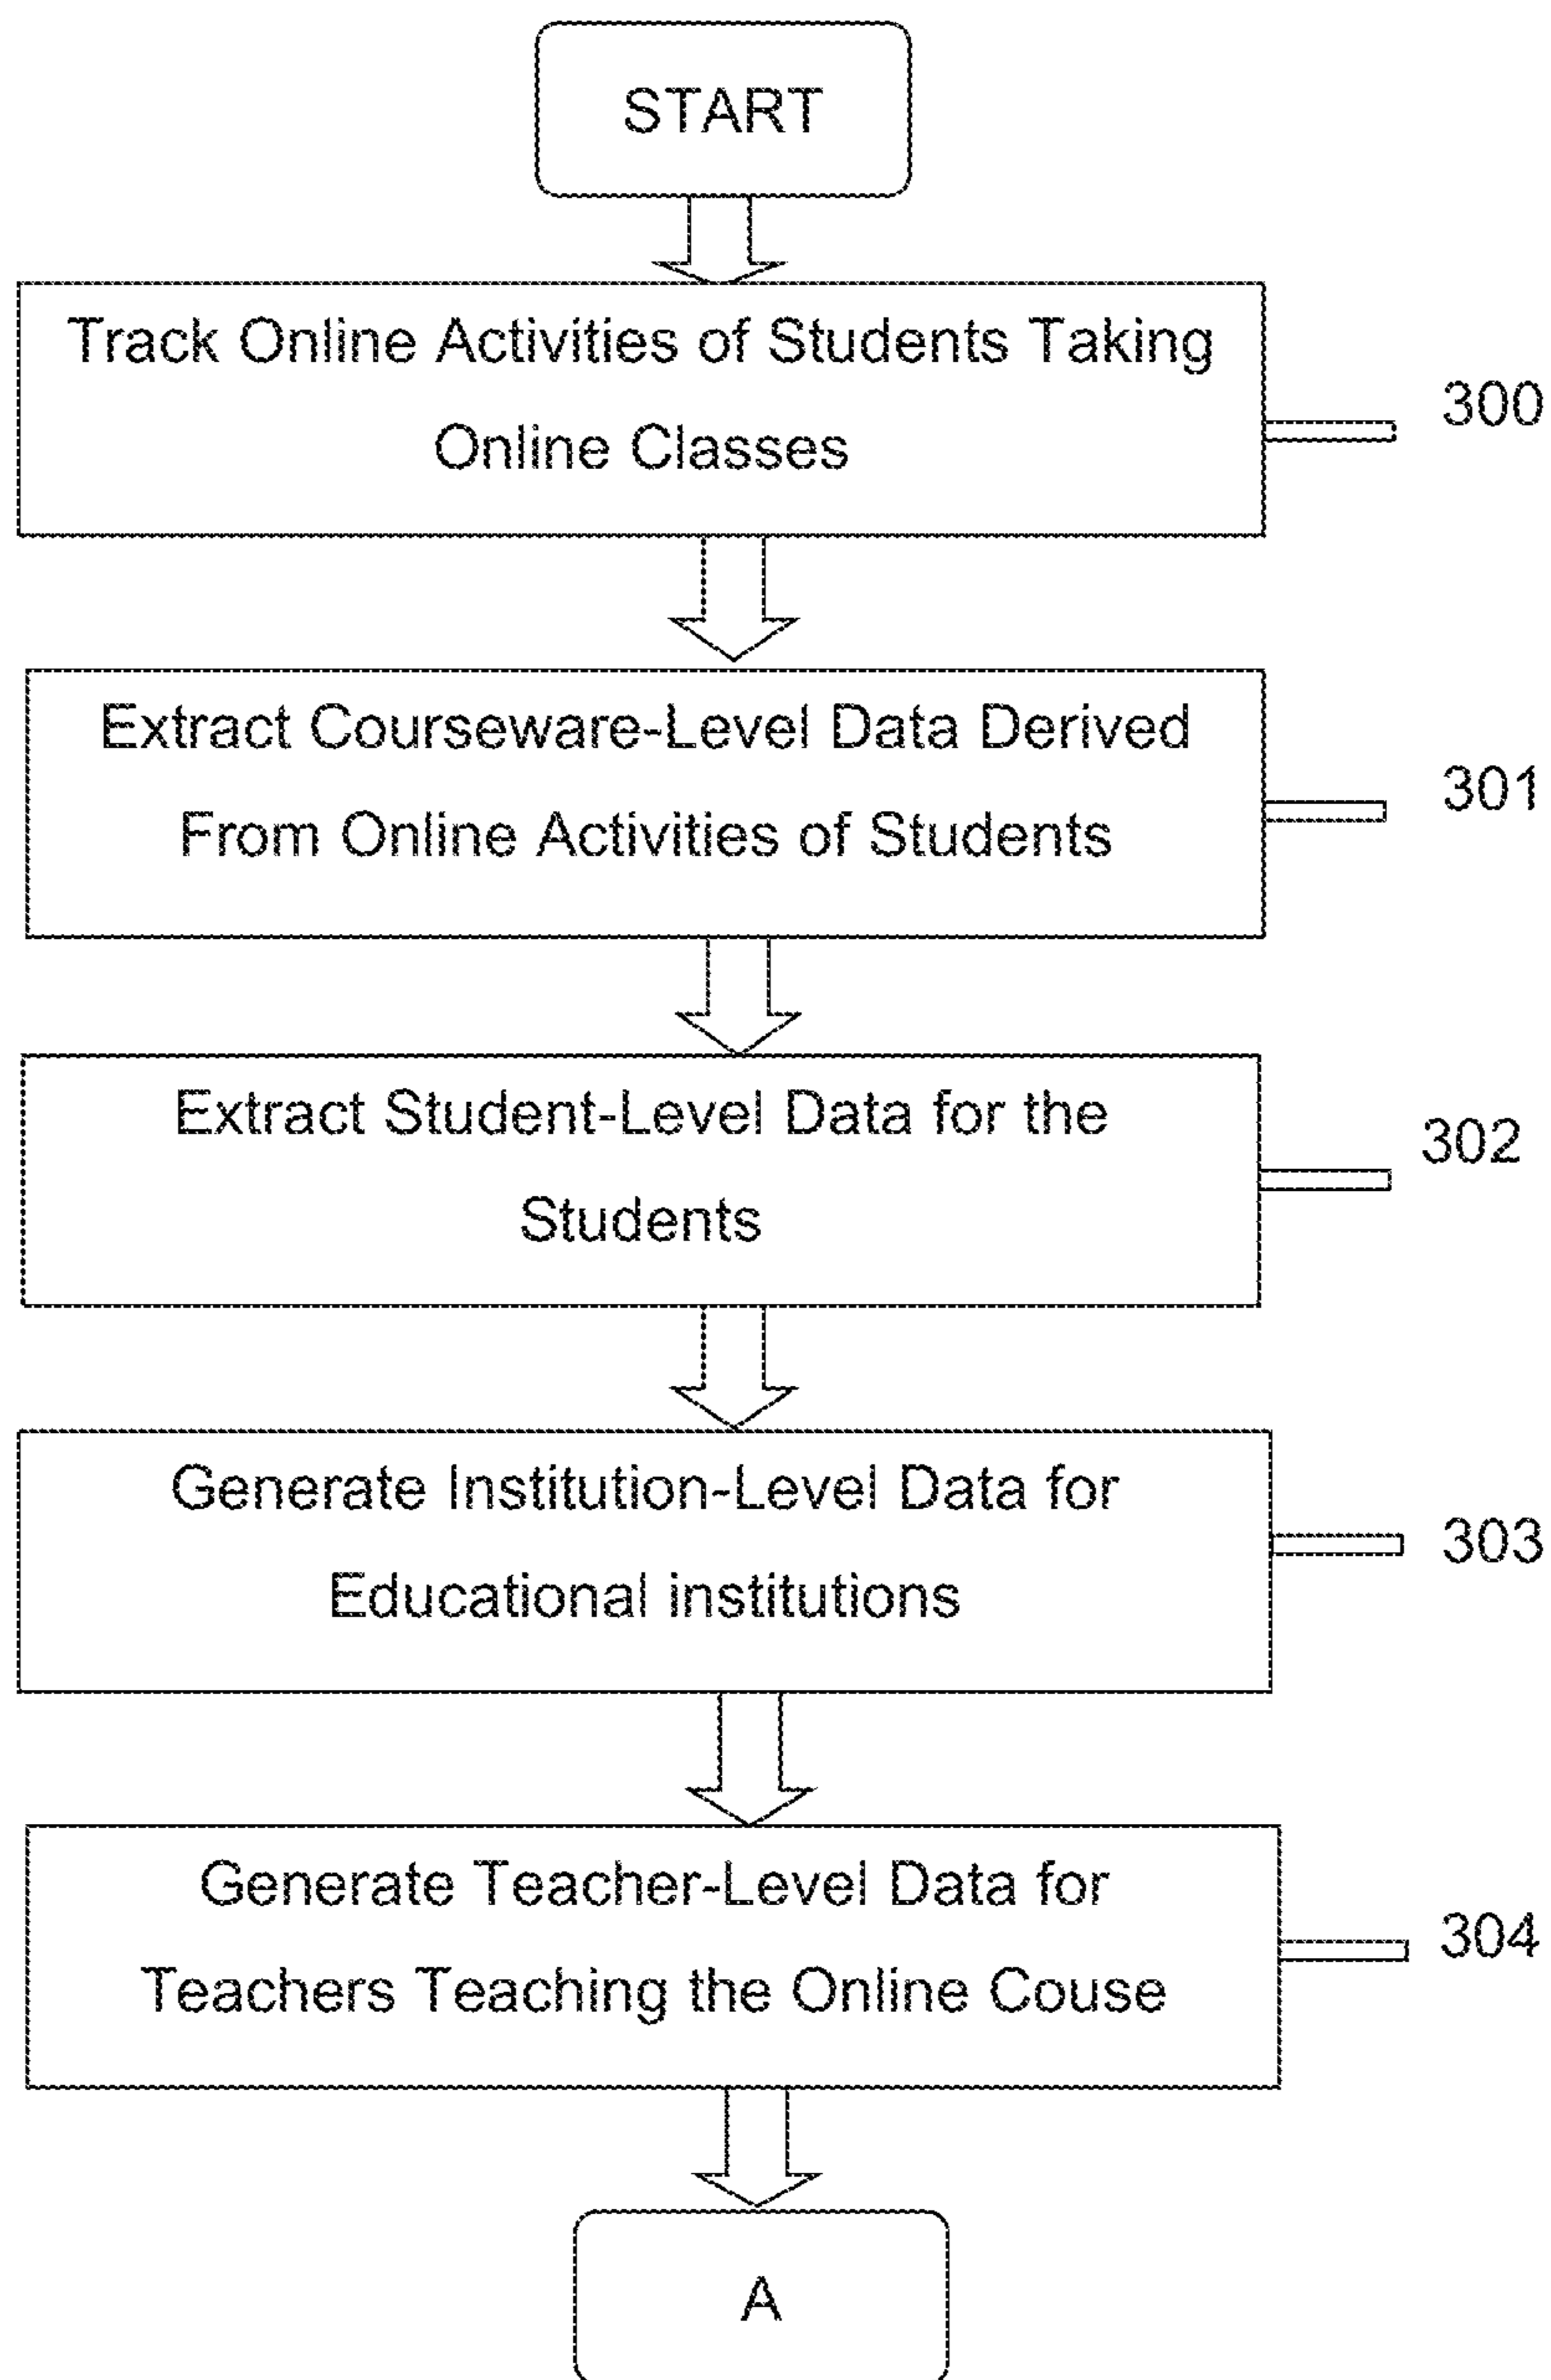 START
Track Online Activities of Students Taking
Online Classes
300
Extract Courseware-Level Data Derived
From Online Activities of Students
301
Extract Student-Level Data for the
Students
302
Generate Institution-Level Data for
Educational institutions
303
Generate Teacher-Level Data for
Teachers Teaching the Online Couse
304
A